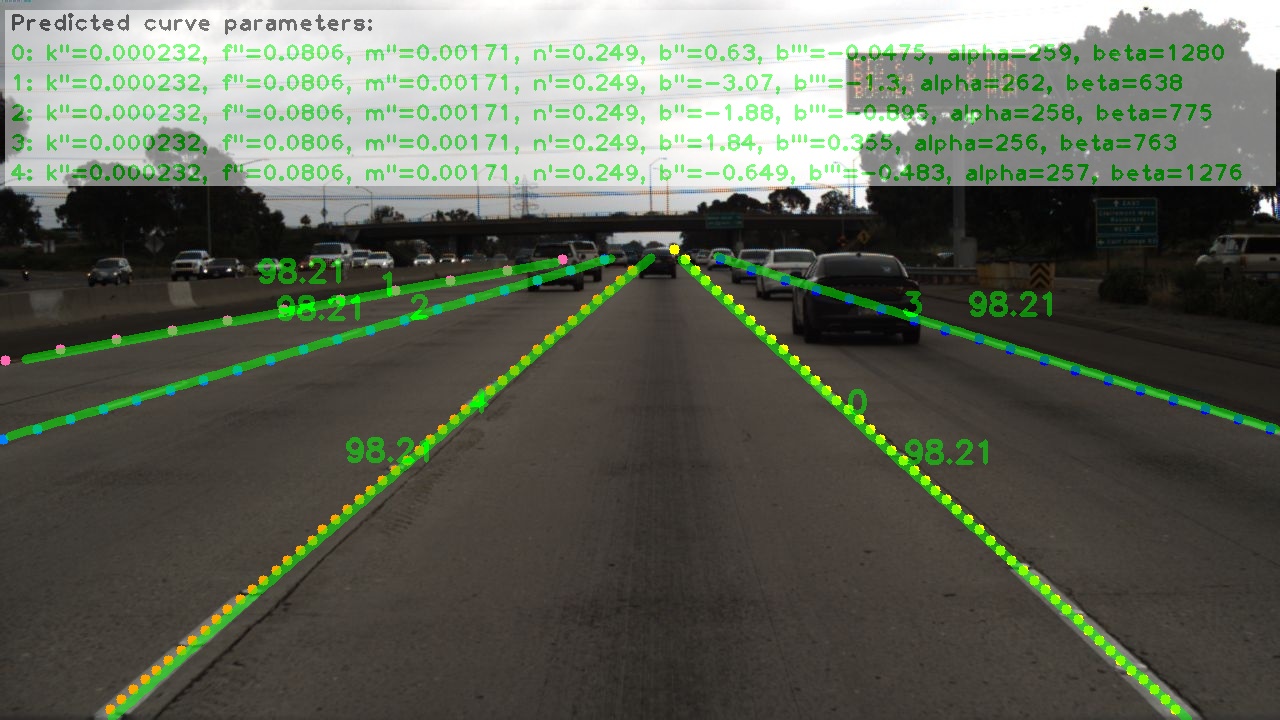 Predicted curve parameters:
0: k''=0.000232, f''=0.0806, m''=0.00171, n'=0.249, b''=0.63, b'''=-0.0475, alpha=259, beta=1280
1: k''=0.000232, f''=0.0806, m''=0.00171, n'=0.249, b''=-3.07, b'''=-1.3, alpha=262, beta=638
2: k''=0.000232, f''=0.0806, m''=0.00171, n'=0.249, b''=-1.88, b'''=-0.895, alpha=258, beta=775
3: k''=0.000232, f''=0.0806, m''=0.00171, n'=0.249, b''=1.84, b'''=0.355, alpha=256, beta=763
4: k''=0.000232, f''=0.0806, m''=0.00171, n'=0.249, b''=-0.649, b'''=-0.483, alpha=257, beta=1276
EAST
WEST
98.21 1
98.21 2
3 98.21
4
0
98.21
98.21